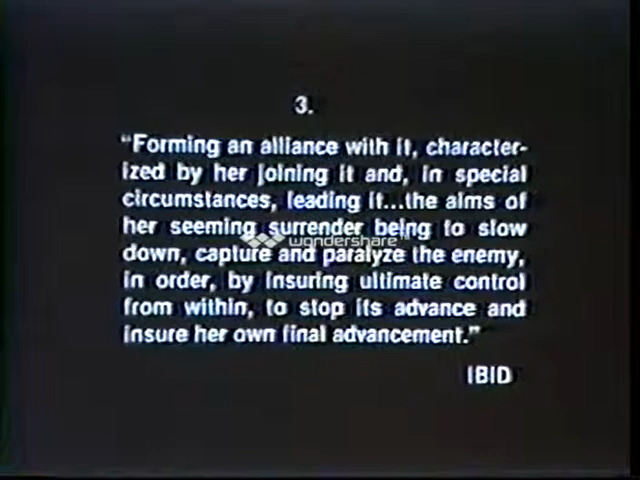 3.
"Forming an alliance with it, character-
ized by her joining it and, in special
circumstances, leading it...the aims of
her seeming surrender being to slow
down, capture and paralyze the enemy,
wondershare™
in order, by insuring ultimate control
from within, to stop its advance and
insure her own final advancement."
IBID